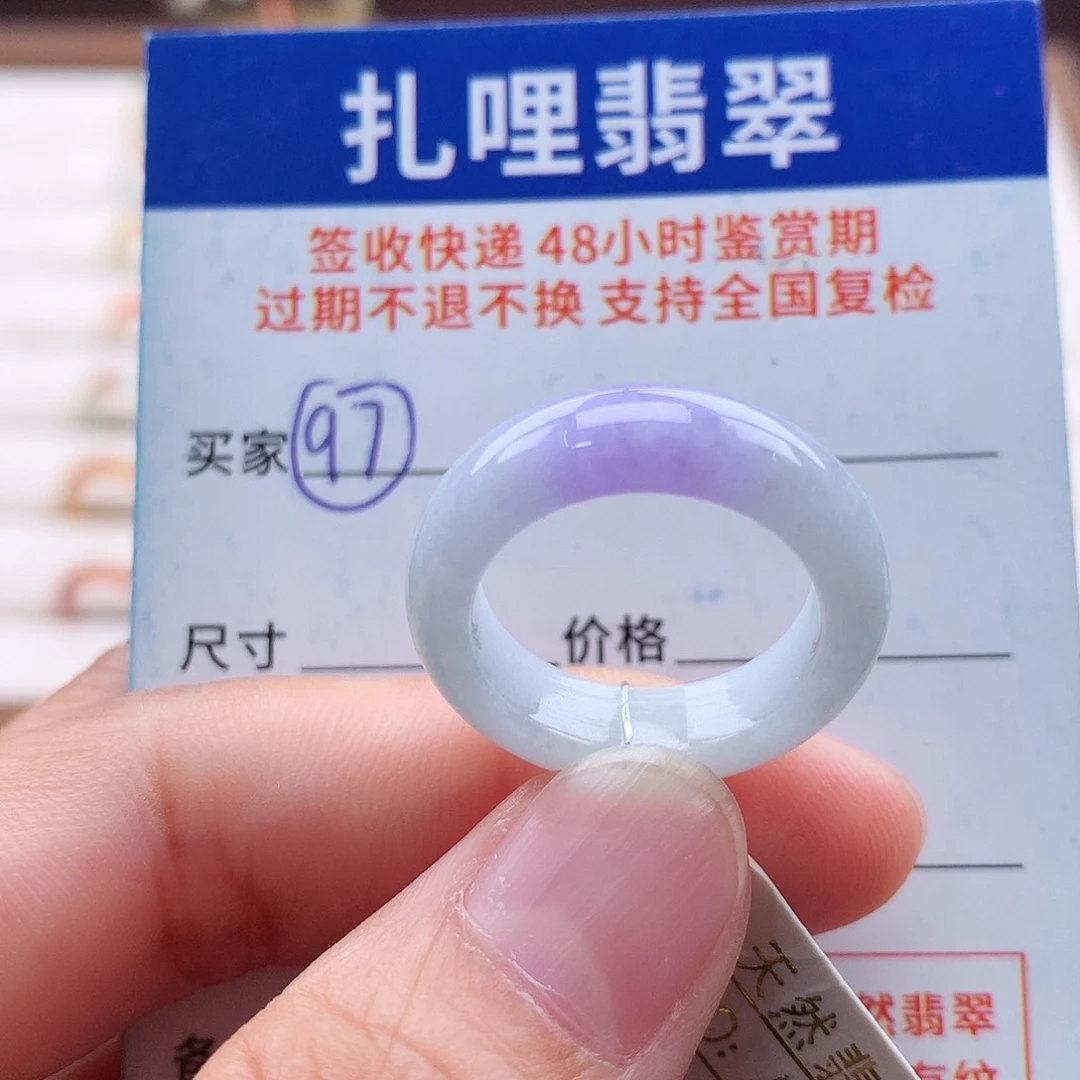 扎哩翡翠
签收快递 48小时鉴赏期
过期不退不换 支持全国复检
买家 97
尺寸 价格
然翡翠
天然翡